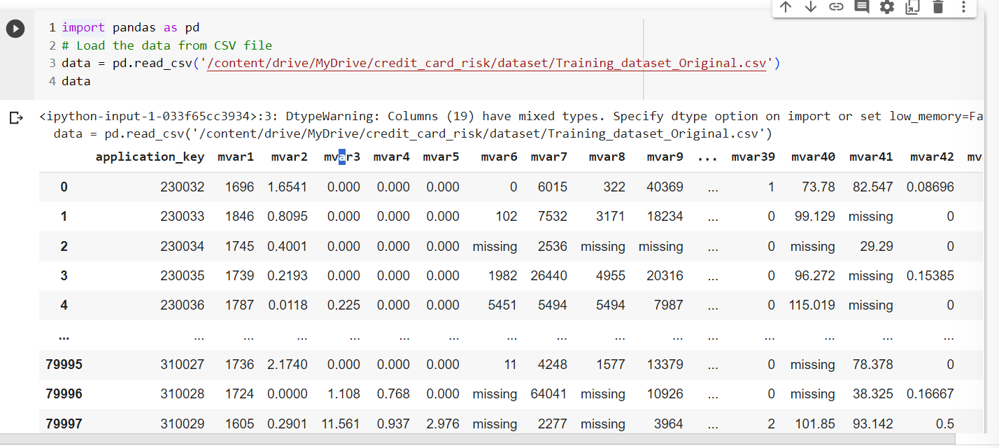 1 import pandas as pd
2 # Load the data from CSV file
3 data = pd.read_csv('/content/drive/MyDrive/credit_card_risk/dataset/Training_dataset_Original.csv')
4 data
<ipython-input-1-033f65cc3934>:3: DtypeWarning: Columns (19) have mixed types. Specify dtype option on import or set low_memory=Fa
data = pd.read_csv('/content/drive/MyDrive/credit_card_risk/dataset/Training_dataset_Original.csv')
application_key mvar1 mvar2 mvar3 mvar4 mvar5 mvar6 mvar7 mvar8 mvar9 ... mvar39 mvar40 mvar41 mvar42 mv
0 230032 1696 1.6541 0.000 0.000 0.000 0 6015 322 40369 ... 1 73.78 82.547 0.08696
1 230033 1846 0.8095 0.000 0.000 0.000 102 7532 3171 18234 ... 0 99.129 missing 0
2 230034 1745 0.4001 0.000 0.000 0.000 missing 2536 missing missing ... 0 missing 29.29 0
3 230035 1739 0.2193 0.000 0.000 0.000 1982 26440 4955 20316 ... 0 96.272 missing 0.15385
4 230036 1787 0.0118 0.225 0.000 0.000 5451 5494 5494 7987 ... 0 115.019 missing 0
... ... ... ... ... ... ... ... ... ... ... ... ... ... ... ...
79995 310027 1736 2.1740 0.000 0.000 0.000 11 4248 1577 13379 ... 0 missing 78.378 0
79996 310028 1724 0.0000 1.108 0.768 0.000 missing 64041 missing 10926 ... 0 missing 38.325 0.16667
79997 310029 1605 0.2901 11.561 0.937 2.976 missing 2277 missing 3964 ... 2 101.85 93.142 0.5